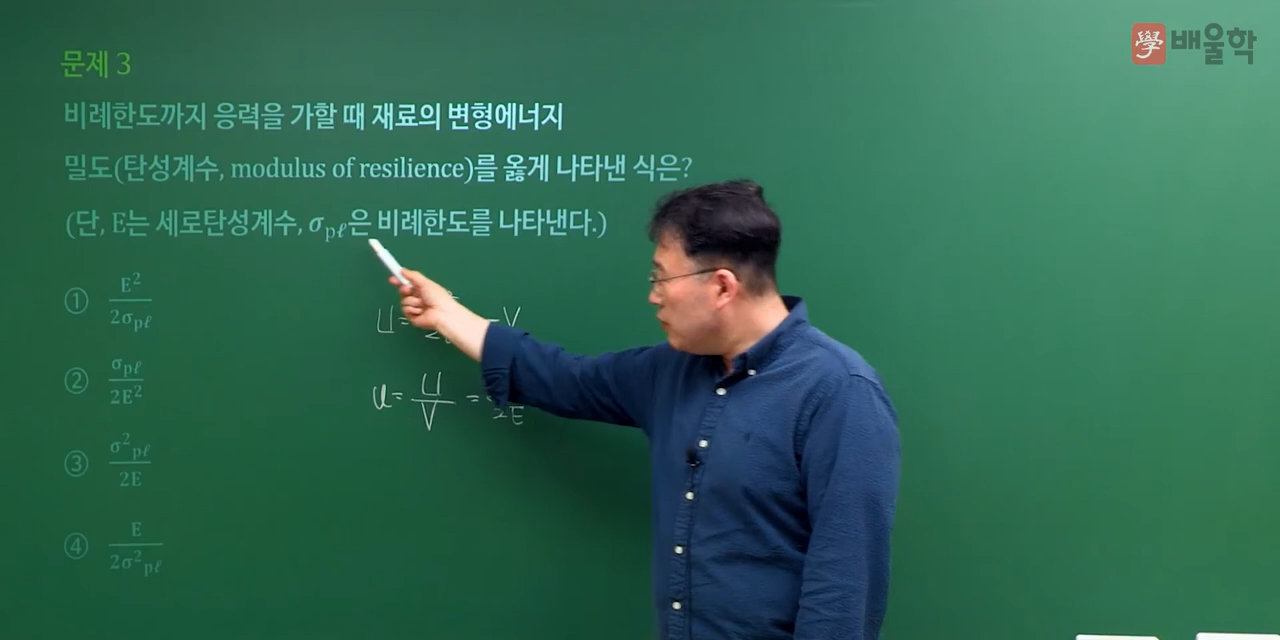 學 배울학
문제 3
비례한도까지 응력을 가할 때 재료의 변형에너지
밀도(탄성계수, modulus of resilience)를 옳게 나타낸 식은?
(단, E는 세로탄성계수, σpℓ은 비례한도를 나타낸다.)
① E²/2σpℓ
② σpℓ/2E²
③ σ²pℓ/2E
④ E/2σ²pℓ
U= V
u= U/V = 2E